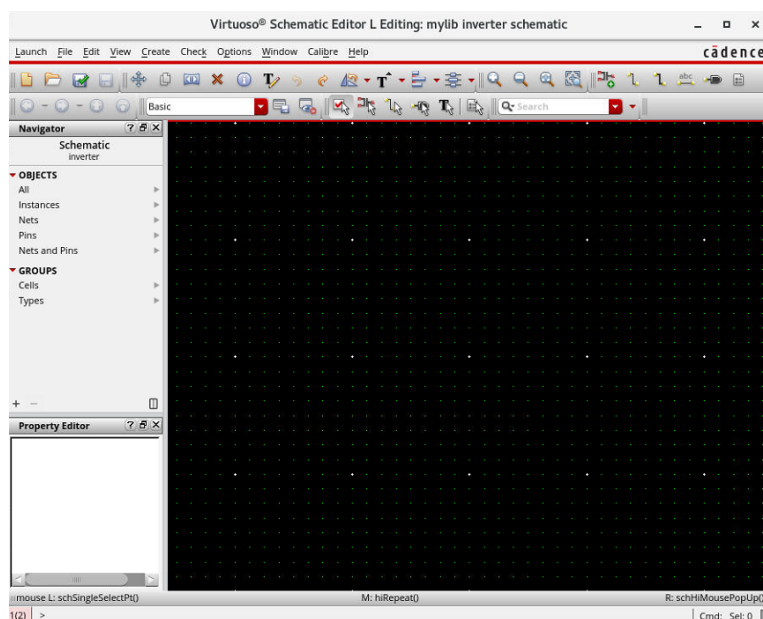 Virtuoso® Schematic Editor L Editing: mylib inverter schematic
Launch File Edit View Create Check Options Window Calibre Help
cādence
abc
Basic
Search
Navigator
Schematic
inverter
OBJECTS
All
Instances
Nets
Pins
Nets and Pins
GROUPS
Cells
Types
Property Editor
mouse L: schSingleSelectPt() M: hiRepeat() R: schHiMousePopUp()
1(2) > Cmd: Sel: 0